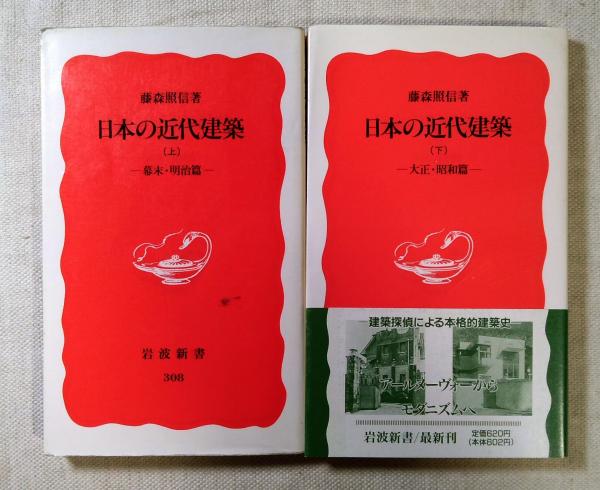 藤森照信著
日本の近代建築
(上)
—幕末・明治篇—
岩波新書
308
藤森照信著
日本の近代建築
(下)
—大正・昭和篇—
建築探偵による本格的建築史
アールヌーヴォーから
モダニズムへ
岩波新書/最新刊
定価620円
(本体602円)